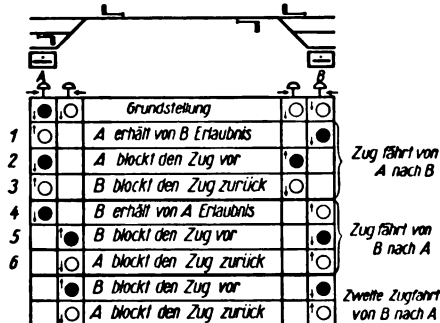 A B
Grundstellung
1 A erhält von B Erlaubnis
2 A blockt den Zug vor
3 B blockt den Zug zurück
Zug fährt von
A nach B
4 B erhält von A Erlaubnis
5 B blockt den Zug vor
6 A blockt den Zug zurück
Zug fährt von
B nach A
B blockt den Zug vor
A blockt den Zug zurück
Zweite Zugfahrt
von B nach A